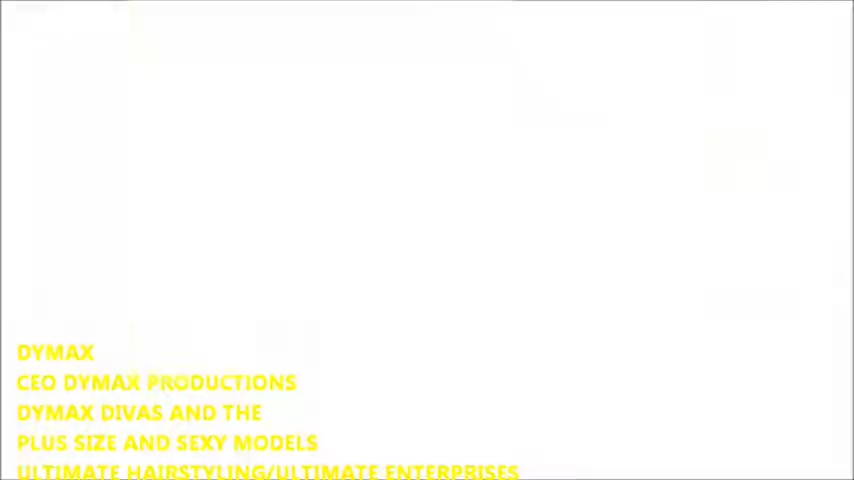 DYMAX
CEO DYMAX PRODUCTIONS
DYMAX DIVAS AND THE
PLUS SIZE AND SEXY MODELS
ULTIMATE HAIRSTYLING/ULTIMATE ENTERPRISES